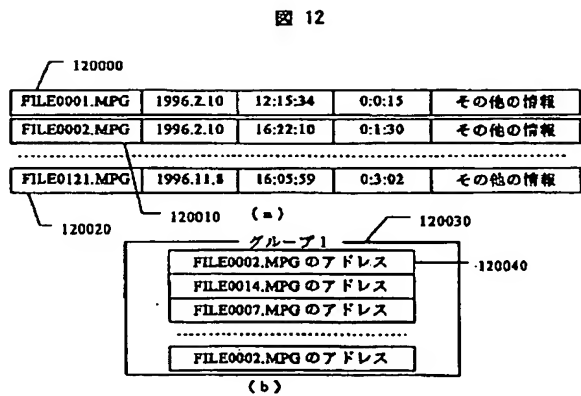 図 12
120000
FILE0001.MPG 1996.2.10 12:15:34 0:0:15 その他の情報
FILE0002.MPG 1996.2.10 16:22:10 0:1:30 その他の情報
FILE0121.MPG 1996.11.8 16:05:59 0:3:02 その他の情報
120020 120010 (a) 120030
グループ1
FILE0002.MPG のアドレス 120040
FILE0014.MPG のアドレス
FILE0007.MPG のアドレス
FILE0002.MPG のアドレス
(b)